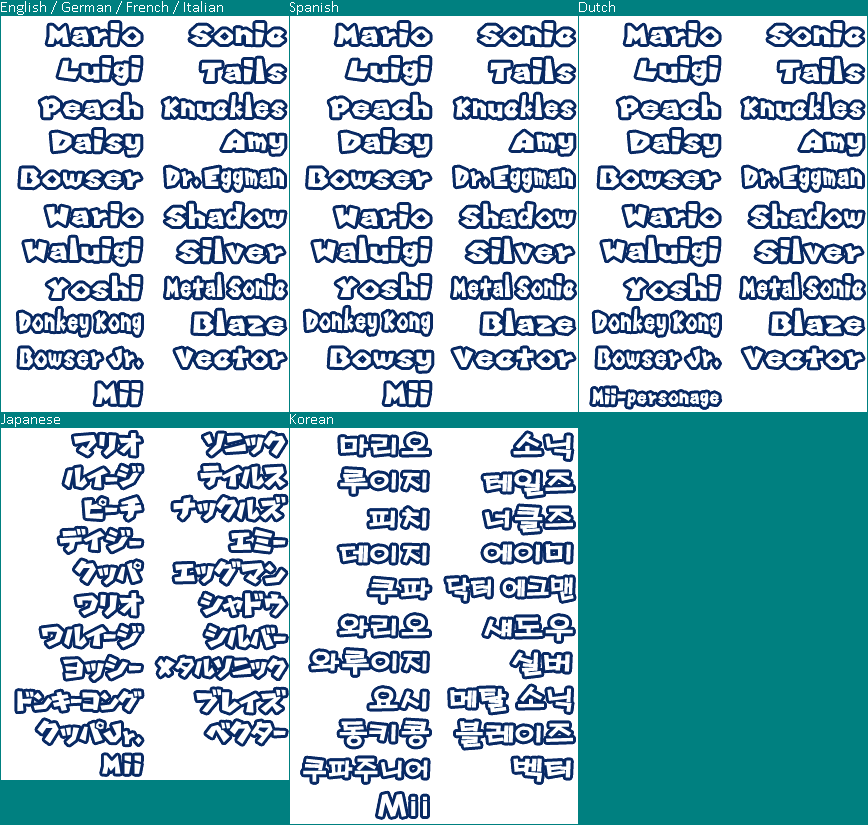 English / German / French / Italian
Mario Sonic
Luigi Tails
Peach Knuckles
Daisy Amy
Bowser Dr. Eggman
Wario Shadow
Waluigi Silver
Yoshi Metal Sonic
Donkey Kong Blaze
Bowser Jr. Vector
Mii
Spanish
Mario Sonic
Luigi Tails
Peach Knuckles
Daisy Amy
Bowser Dr. Eggman
Wario Shadow
Waluigi Silver
Yoshi Metal Sonic
Donkey Kong Blaze
Bowsy Vector
Mii
Dutch
Mario Sonic
Luigi Tails
Peach Knuckles
Daisy Amy
Bowser Dr. Eggman
Wario Shadow
Waluigi Silver
Yoshi Metal Sonic
Donkey Kong Blaze
Bowser Jr. Vector
Mii-personage
Japanese
マリオ ソニック
ルイージ テイルス
ピーチ ナックルズ
デイジー エミー
クッパ エッグマン
ワリオ シャドウ
ワルイージ シルバー
ヨッシー メタルソニック
ドンキーコング ブレイズ
クッパJr. ベクター
Mii
Korean
마리오 소닉
루이지 테일즈
피치 너클즈
데이지 에이미
쿠파 닥터 에그맨
와리오 섀도우
와루이지 실버
요시 메탈 소닉
동키콩 블레이즈
쿠파주니어 벡터
Mii